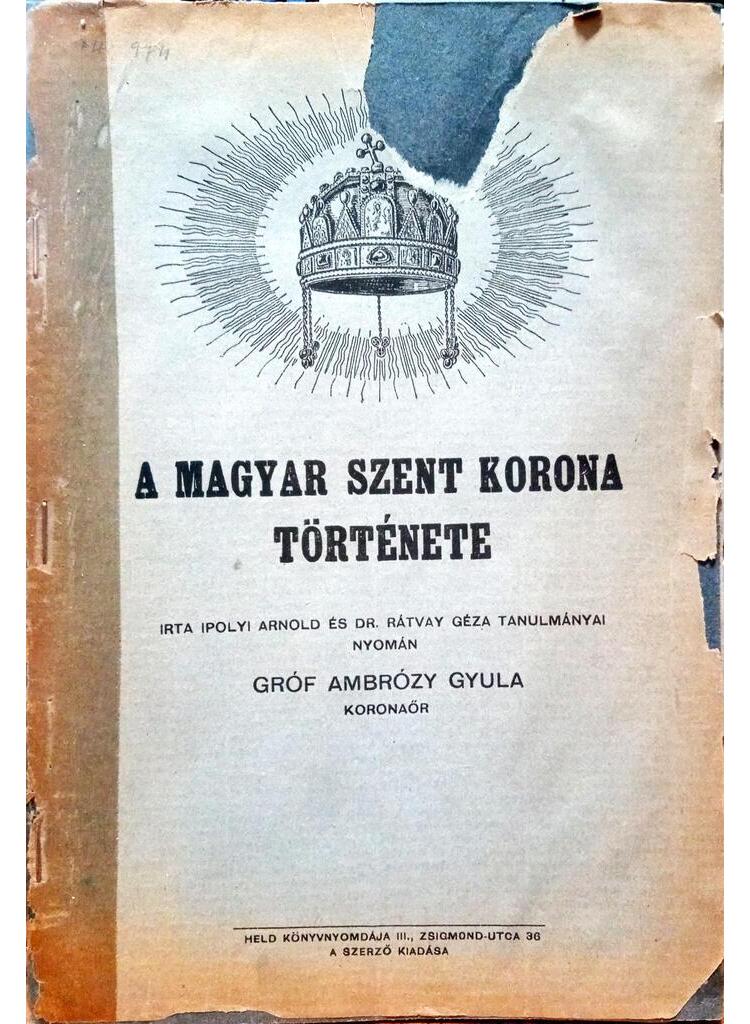 974
A MAGYAR SZENT KORONA
TÖRTÉNETE
IRTA IPOLYI ARNOLD ÉS DR. RÁTVAY GÉZA TANULMÁNYAI
NYOMÁN
GRÓF AMBRÓZY GYULA
KORONAŐR
HELD KÖNYVNYOMDÁJA III., ZSIGMOND-UTCA 36
A SZERZŐ KIADÁSA